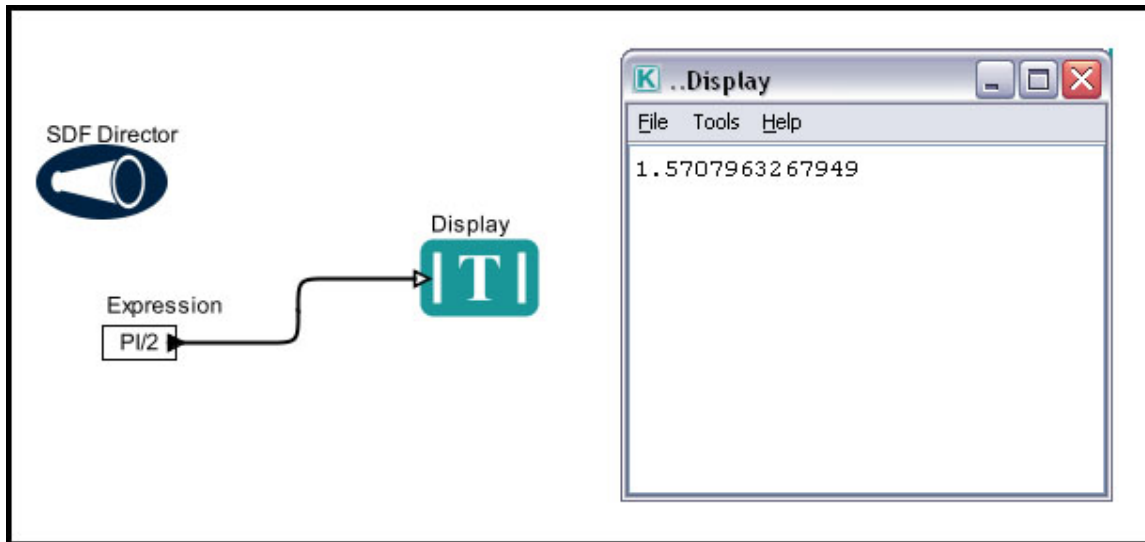 SDF Director
Expression
PI/2
Display
T
K ..Display
File Tools Help
1.5707963267949